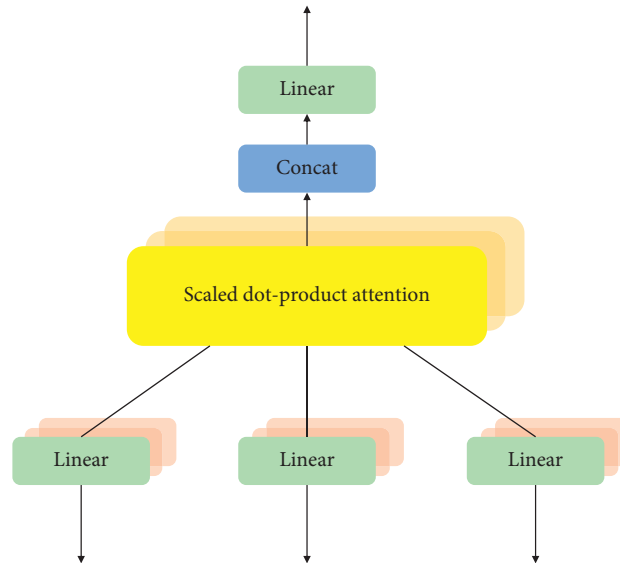 Linear
Concat
Scaled dot-product attention
Linear
Linear
Linear